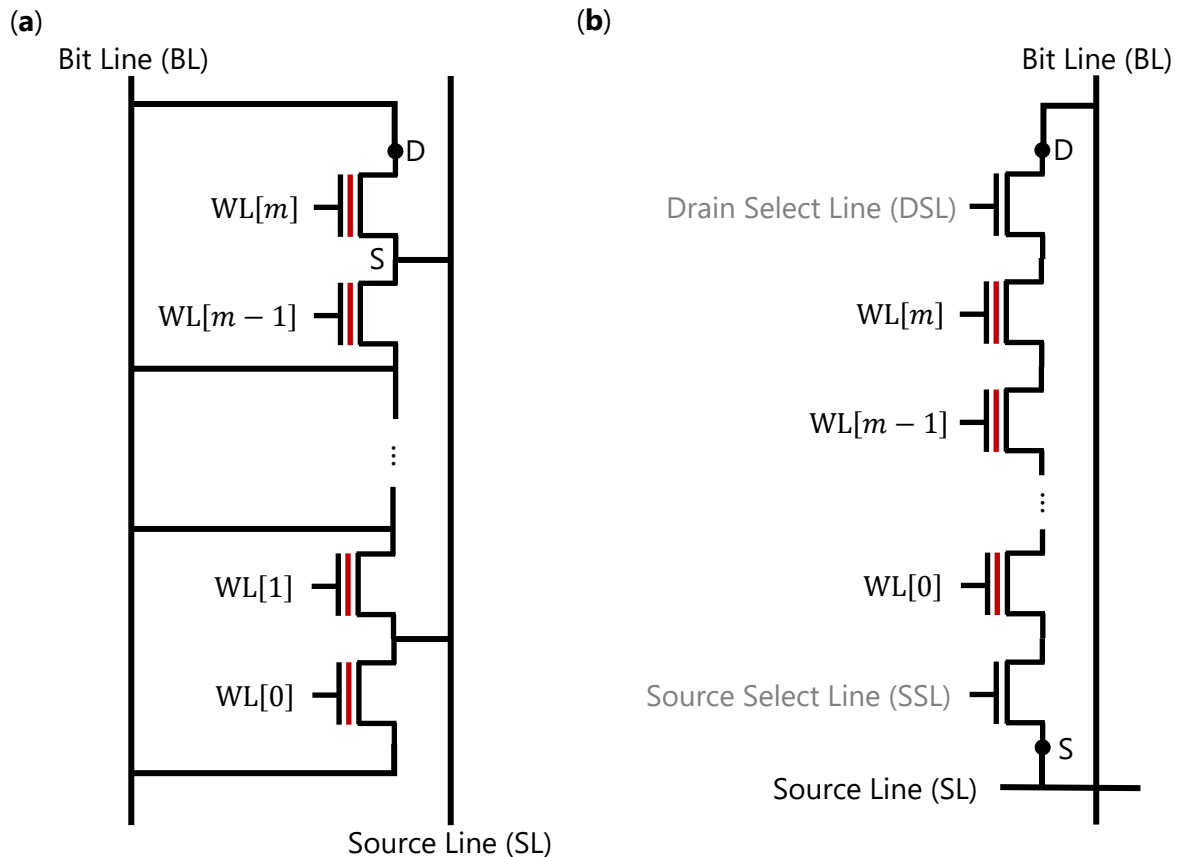 (a)
Bit Line (BL)
D
WL[m]
S
WL[m − 1]
⋮
WL[1]
WL[0]
Source Line (SL)
(b)
Bit Line (BL)
D
Drain Select Line (DSL)
WL[m]
WL[m − 1]
⋮
WL[0]
Source Select Line (SSL)
S
Source Line (SL)